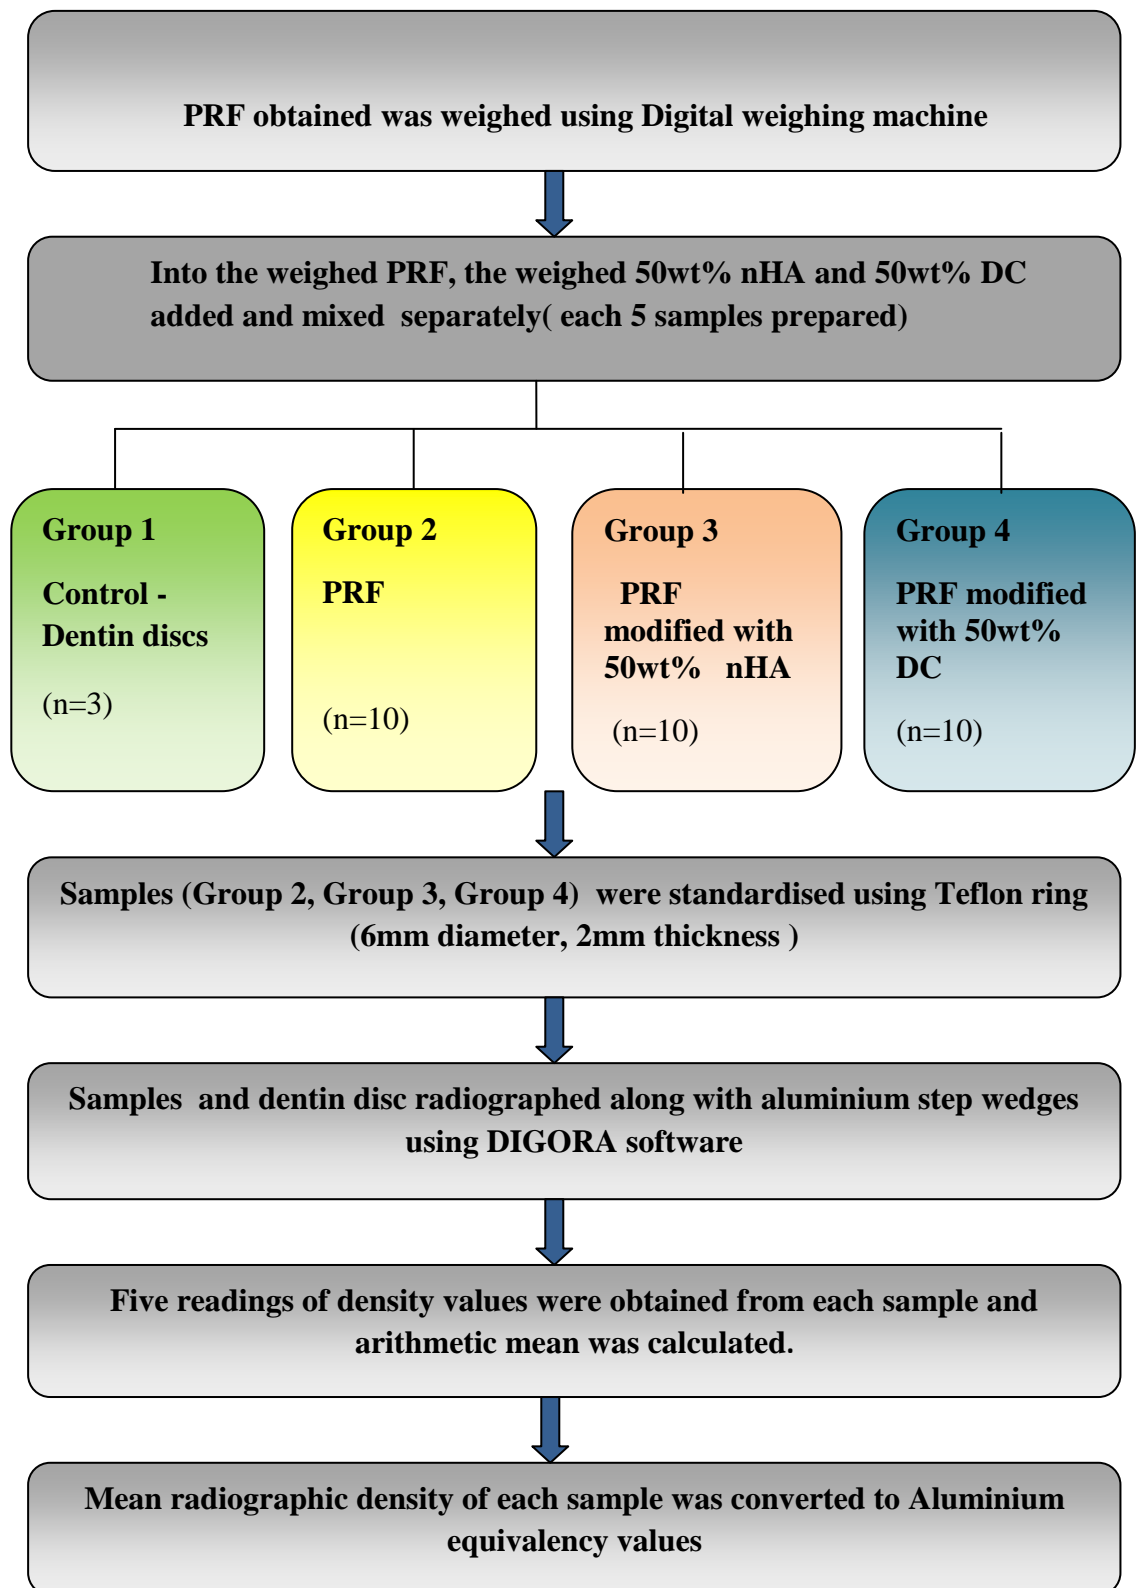 PRF obtained was weighed using Digital weighing machine
Into the weighed PRF, the weighed 50wt% nHA and 50wt% DC
added and mixed separately( each 5 samples prepared)
Group 1
Control -
Dentin discs
(n=3)
Group 2
PRF
(n=10)
Group 3
PRF
modified with
50wt% nHA
(n=10)
Group 4
PRF modified
with 50wt%
DC
(n=10)
Samples (Group 2, Group 3, Group 4) were standardised using Teflon ring
(6mm diameter, 2mm thickness )
Samples and dentin disc radiographed along with aluminium step wedges
using DIGORA software
Five readings of density values were obtained from each sample and
arithmetic mean was calculated.
Mean radiographic density of each sample was converted to Aluminium
equivalency values